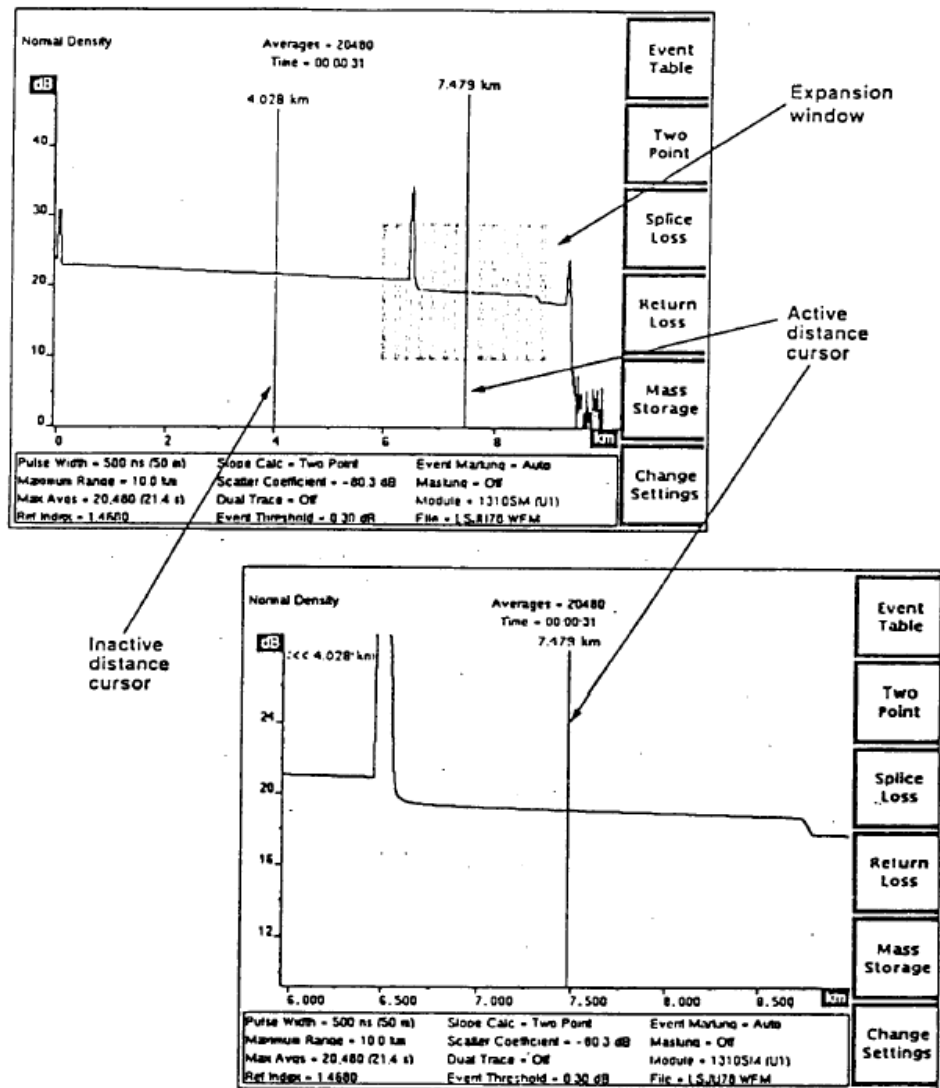 Normal Density
Averages = 20480
Time = 00:00:31
dB
4.028 km
7.479 km
40
30
20
10
0
0
2
4
6
8
km
Pulse Width = 500 ns (50 m)
Slope Calc = Two Point
Event Marking = Auto
Maximum Range = 10.0 km
Scatter Coefficient = -80.3 dB
Masking = Off
Max Avgs = 20,480 (21.4 s)
Dual Trace = Off
Module = 1310SM (U1)
Ref Index = 1.4680
Event Threshold = 0.30 dB
Event
Table
Two
Point
Splice
Loss
Return
Loss
Mass
Storage
Change
Settings
Expansion
window
Active
distance
cursor
Inactive
distance
cursor
Normal Density
Averages = 20480
Time = 00:00:31
dB
<<< 4.028 km
7.479 km
24
20
16
12
6.000
6.500
7.000
7.500
8.000
8.500
km
Pulse Width = 500 ns (50 m)
Slope Calc = Two Point
Event Marking = Auto
Maximum Range = 10.0 km
Scatter Coefficient = -80.3 dB
Masking = Off
Max Avgs = 20,480 (21.4 s)
Dual Trace = Off
Module = 1310SM (U1)
Ref Index = 1.4680
Event Threshold = 0.30 dB
Event
Table
Two
Point
Splice
Loss
Return
Loss
Mass
Storage
Change
Settings